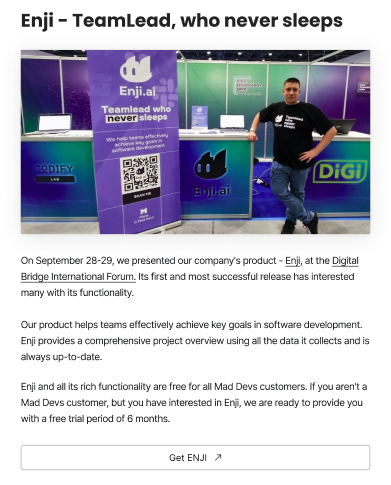 Enji - TeamLead, who never sleeps
Enji.ai
Teamlead who
never sleeps
We help teams effectively
achieve key goals in
software development
SCAN ME
CODIFY
LAB
Enji.ai
DiGi
On September 28-29, we presented our company's product - Enji, at the Digital
Bridge International Forum. Its first and most successful release has interested
many with its functionality.
Our product helps teams effectively achieve key goals in software development.
Enji provides a comprehensive project overview using all the data it collects and is
always up-to-date.
Enji and all its rich functionality are free for all Mad Devs customers. If you aren't a
Mad Devs customer, but you have interested in Enji, we are ready to provide you
with a free trial period of 6 months.
Get ENJI ↗